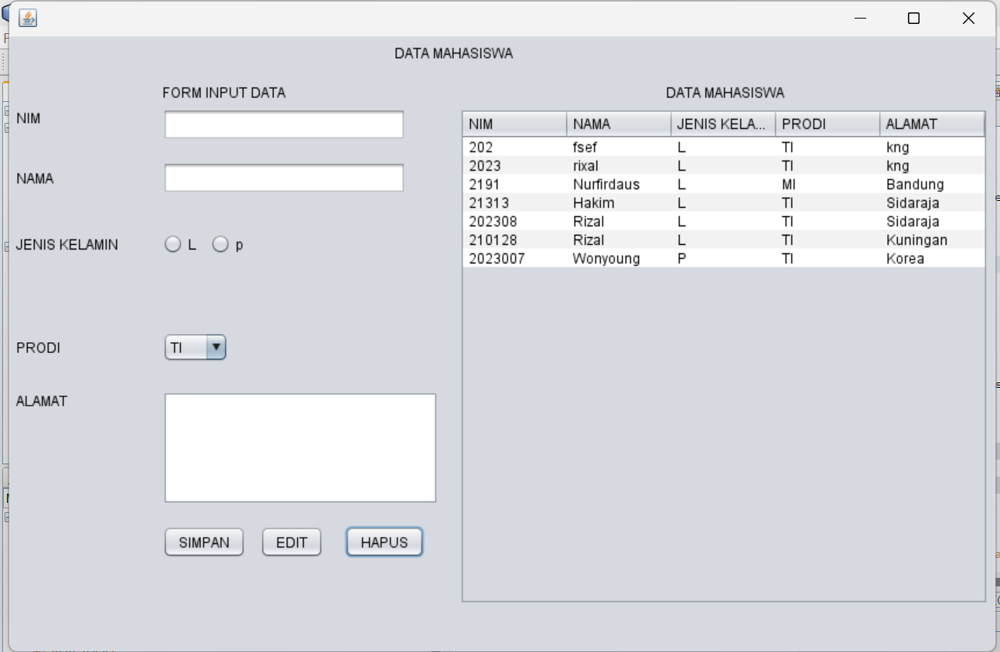 DATA MAHASISWA
FORM INPUT DATA
NIM
NAMA
JENIS KELAMIN L p
PRODI TI
ALAMAT
SIMPAN EDIT HAPUS
DATA MAHASISWA
NIM NAMA JENIS KELA... PRODI ALAMAT
202 fsef L TI kng
2023 rixal L TI kng
2191 Nurfirdaus L MI Bandung
21313 Hakim L TI Sidaraja
202308 Rizal L TI Sidaraja
210128 Rizal L TI Kuningan
2023007 Wonyoung P TI Korea